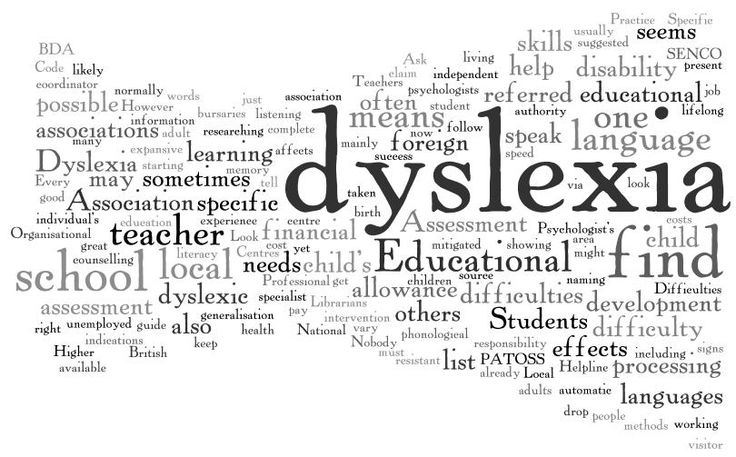 Practice Specific
usually
skills suggested seems
BDA
Code likely
coordinator
Ask living
help disability SENCO
present
normally words
claim independent
Teachers psychologists referred educational job
possible However
just association
often student
bursaries listening
means authority one lifelong
information
associations adult researching complete
now follow
mainly foreign speak language
many
expansive learning affects
success speed
Dyslexia starting memory
dyslexia
Every may sometimes tell
taken via look
good Association specific
birth
individual's education experience centre
Organisational teacher Look financial
Assessment Psychologist's costs
child
great literacy cost yet
mitigated showing area
might find
counselling
school local Centres
needs child's Educational
Professional get children source naming
dyslexic specialist Librarians allowance difficulties Difficulties
development
assessment
generalisation pay intervention others
right unemployed guide also health National vary
Students difficulty
indications keep
Nobody phonological
responsibility effects including signs
Higher British
must
resistant list PATOSS
already Local Helpline processing
available
adults automatic languages
drop people
methods working
visitor